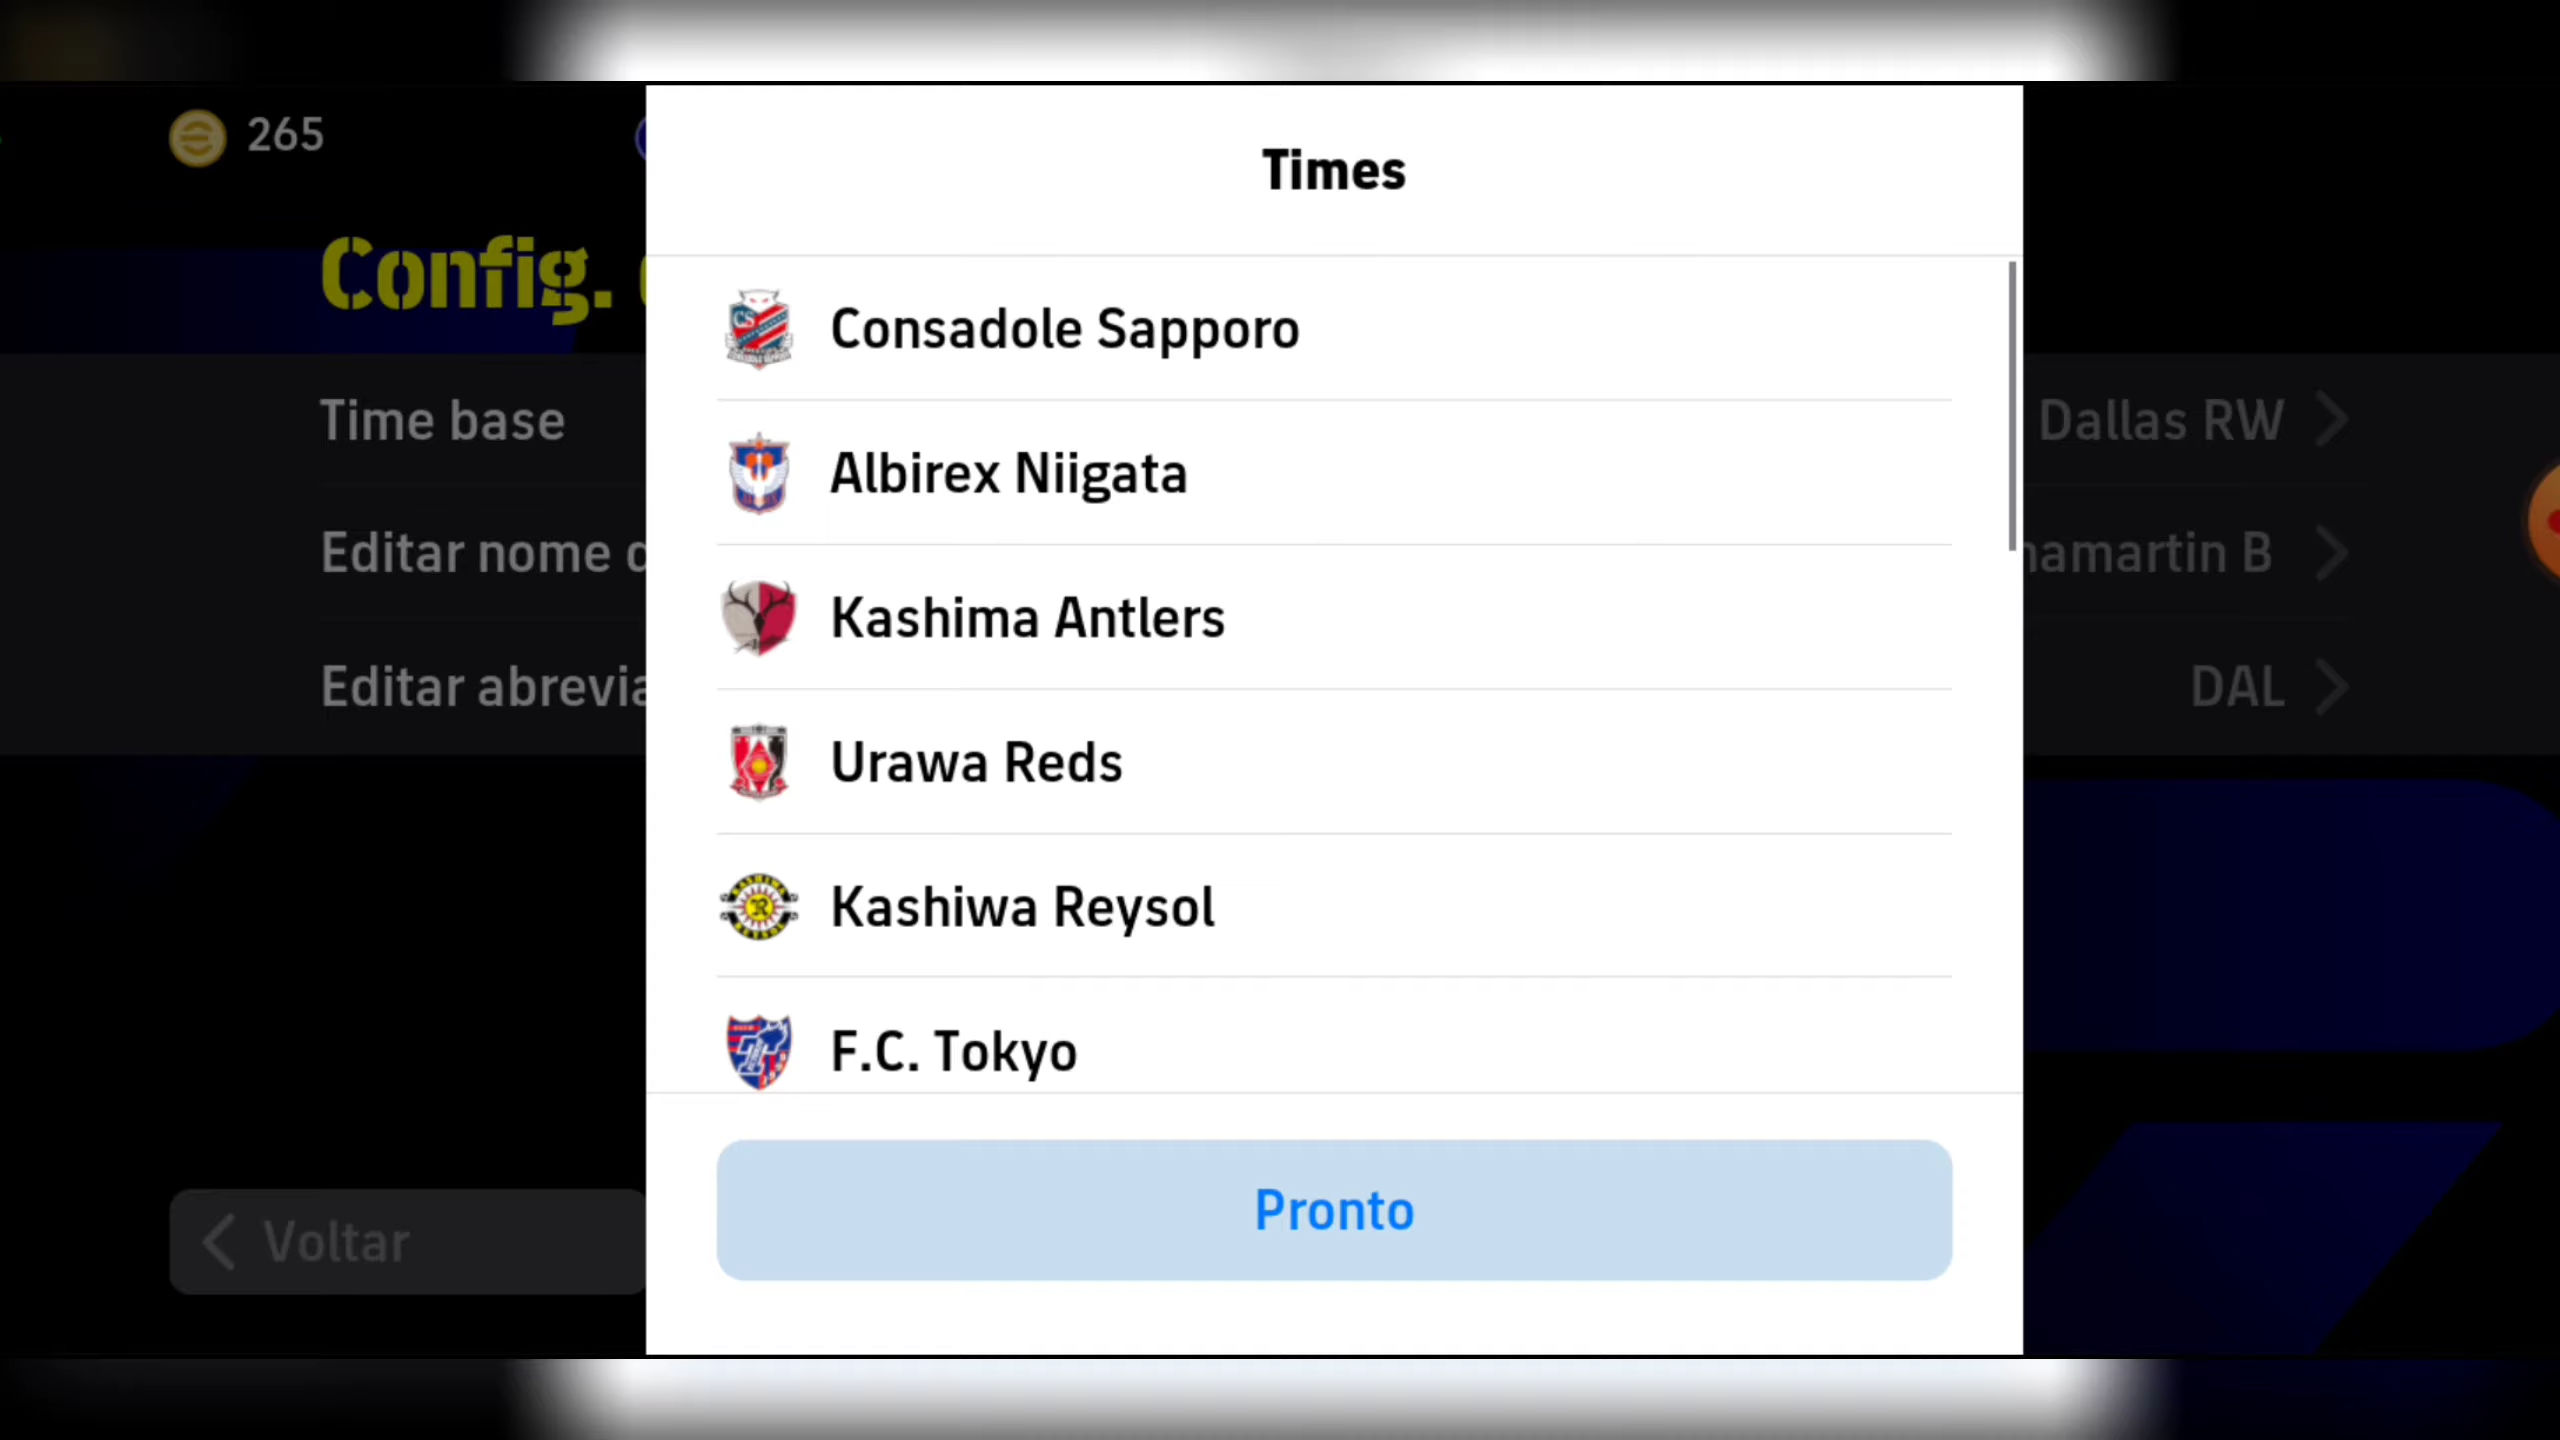 265
Times
Config.
Consadole Sapporo
Time base
Dallas RW
Albirex Niigata
Editar nome
amartin B
Kashima Antlers
Editar abrevia
DAL
Urawa Reds
Kashiwa Reysol
F.C. Tokyo
Pronto
Voltar